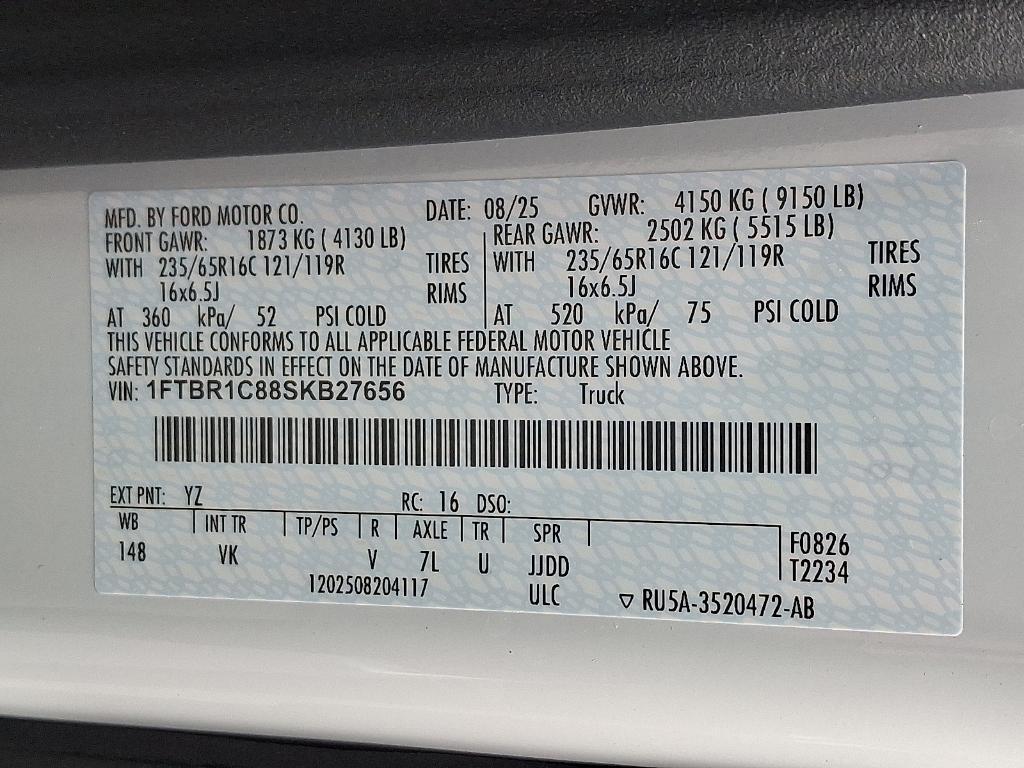 MFD. BY FORD MOTOR CO. DATE: 08/25 GVWR: 4150 KG ( 9150 LB)
FRONT GAWR: 1873 KG ( 4130 LB) REAR GAWR: 2502 KG ( 5515 LB)
WITH 235/65R16C 121/119R TIRES WITH 235/65R16C 121/119R TIRES
16x6.5J RIMS 16x6.5J RIMS
AT 360 kPa/ 52 PSI COLD AT 520 kPa/ 75 PSI COLD
THIS VEHICLE CONFORMS TO ALL APPLICABLE FEDERAL MOTOR VEHICLE
SAFETY STANDARDS IN EFFECT ON THE DATE OF MANUFACTURE SHOWN ABOVE.
VIN: 1FTBR1C88SKB27656 TYPE: Truck
EXT PNT: YZ RC: 16 DSO:
WB INT TR TP/PS R AXLE TR SPR F0826
148 VK V 7L U JJDD T2234
1202508204117 ULC ▽ RU5A-3520472-AB